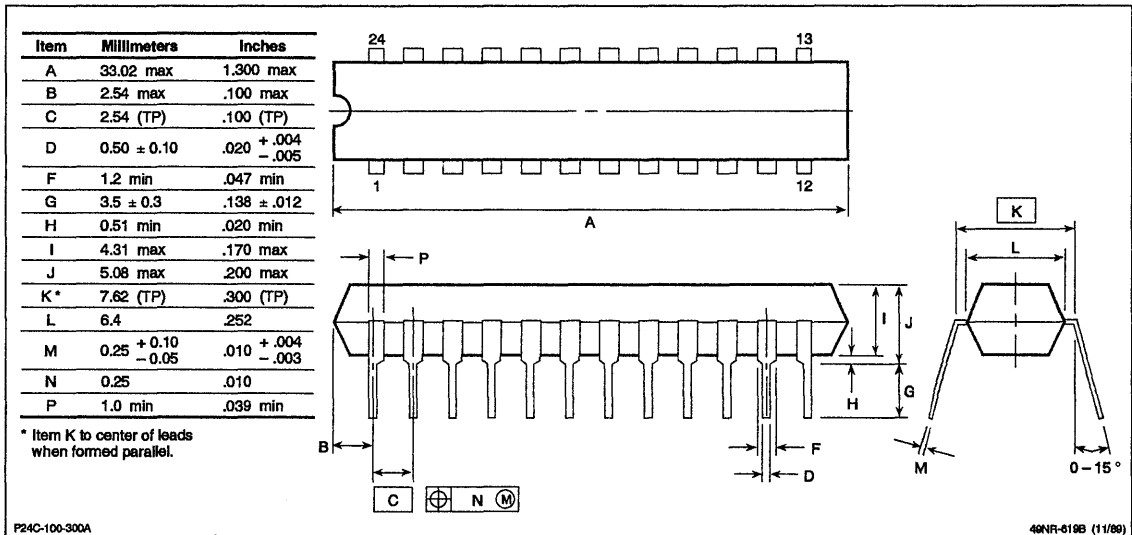 Item Millimeters Inches
A 33.02 max 1.300 max
B 2.54 max .100 max
C 2.54 (TP) .100 (TP)
D 0.50 ± 0.10 .020 + .004 − .005
F 1.2 min .047 min
G 3.5 ± 0.3 .138 ± .012
H 0.51 min .020 min
I 4.31 max .170 max
J 5.08 max .200 max
K* 7.62 (TP) .300 (TP)
L 6.4 .252
M 0.25 + 0.10 − 0.05 .010 + .004 − .003
N 0.25 .010
P 1.0 min .039 min
* Item K to center of leads
when formed parallel.
24 13
1 12
A
P
K
L
I J
H G
B
F
D
C
⌖ N Ⓜ
M
0 – 15°
P24C-100-300A
49NR-619B (11/89)